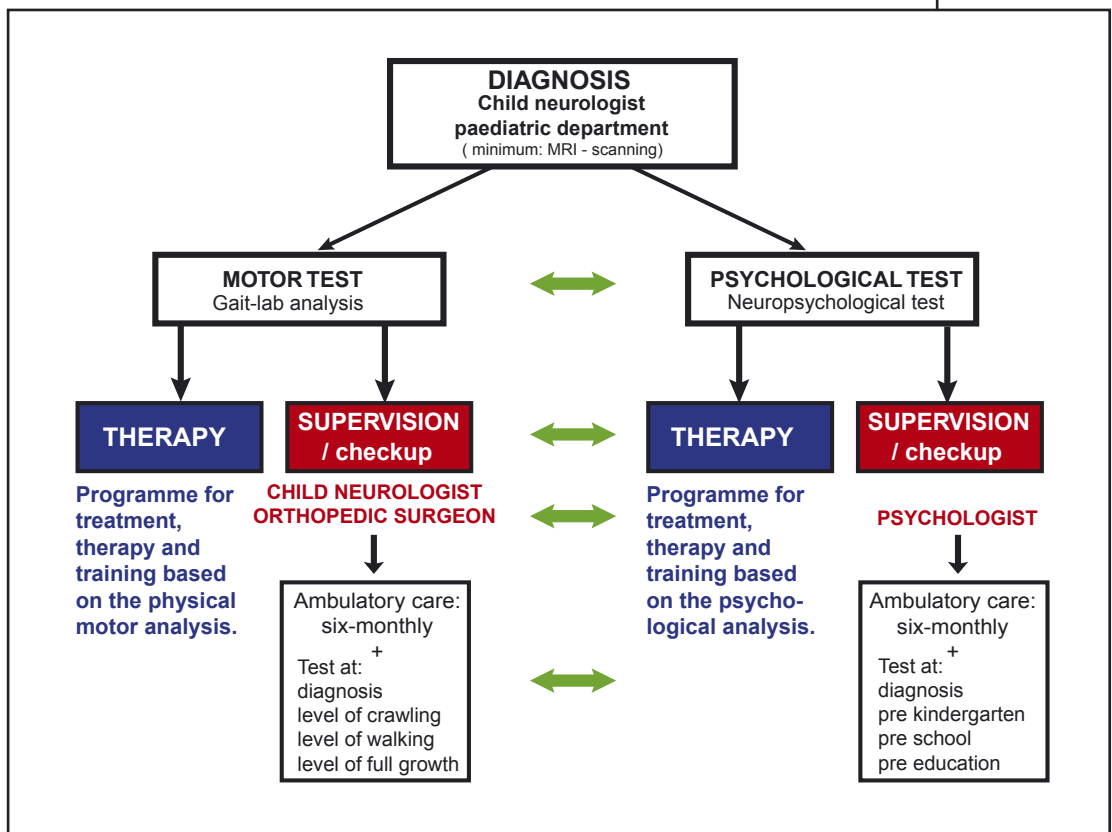 DIAGNOSIS
Child neurologist
paediatric department
( minimum: MRI - scanning)
MOTOR TEST
Gait-lab analysis
PSYCHOLOGICAL TEST
Neuropsychological test
THERAPY
SUPERVISION
/ checkup
THERAPY
SUPERVISION
/ checkup
Programme for
treatment,
therapy and
training based
on the physical
motor analysis.
CHILD NEUROLOGIST
ORTHOPEDIC SURGEON
Ambulatory care:
six-monthly
+
Test at:
diagnosis
level of crawling
level of walking
level of full growth
Programme for
treatment,
therapy and
training based
on the psycho-
logical analysis.
PSYCHOLOGIST
Ambulatory care:
six-monthly
+
Test at:
diagnosis
pre kindergarten
pre school
pre education